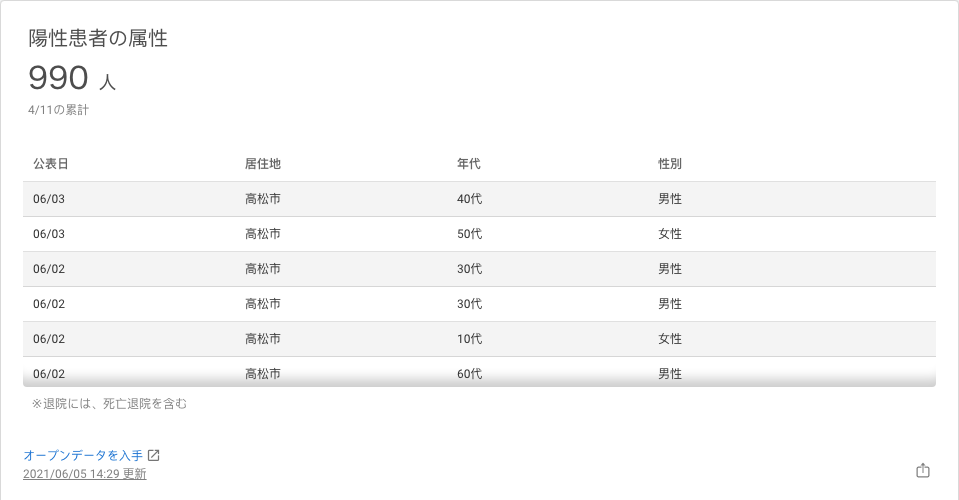 陽性患者の属性
990 人
4/11の累計
公表日 居住地 年代 性別
06/03 高松市 40代 男性
06/03 高松市 50代 女性
06/02 高松市 30代 男性
06/02 高松市 30代 男性
06/02 高松市 10代 女性
06/02 高松市 60代 男性
※退院には、死亡退院を含む
オープンデータを入手
2021/06/05 14:29 更新